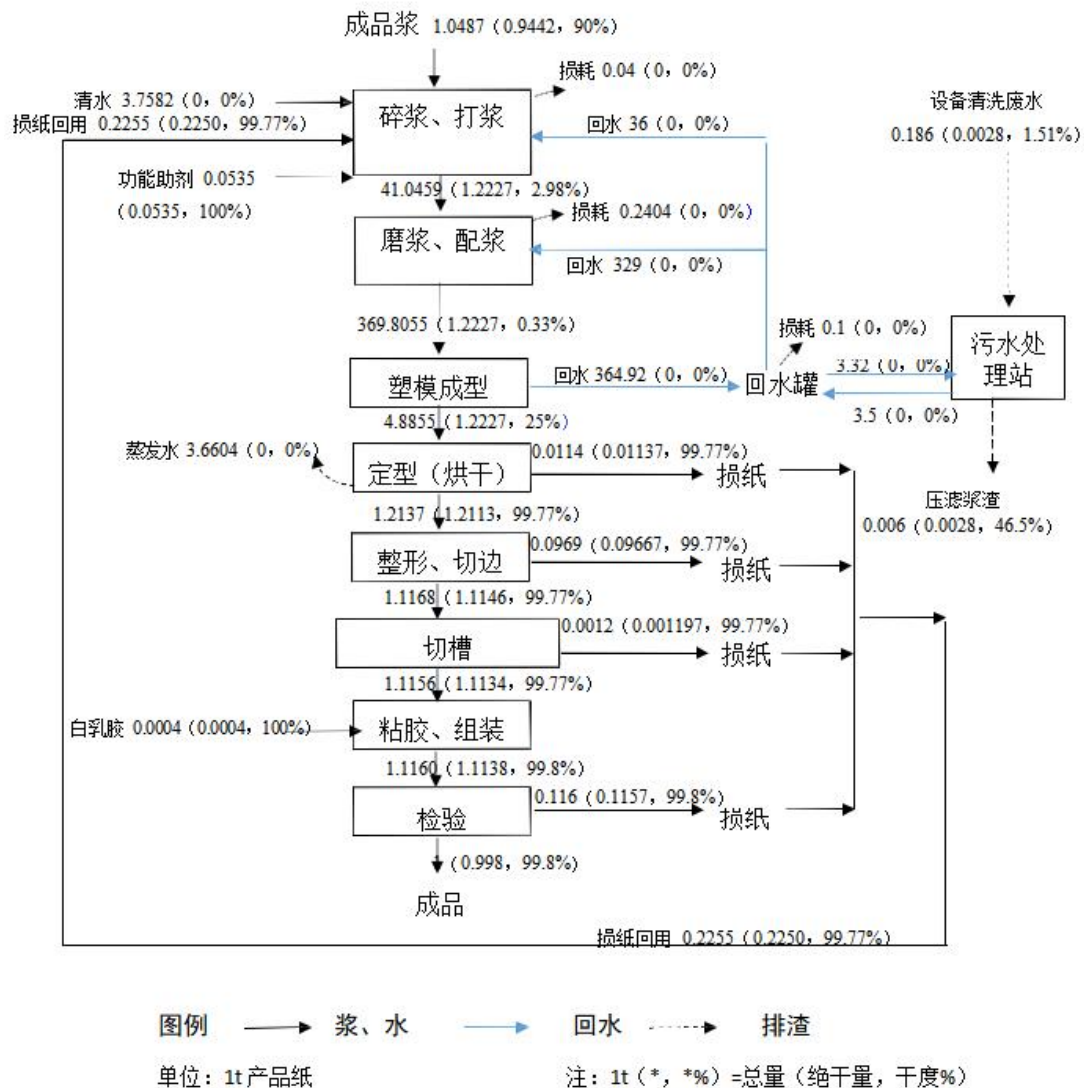 成品浆 1.0487（0.9442，90%）
损耗 0.04（0，0%）
清水 3.7582（0，0%）
损纸回用 0.2255（0.2250，99.77%）
碎浆、打浆
回水 36（0，0%）
设备清洗废水
0.186（0.0028，1.51%）
功能助剂 0.0535
（0.0535，100%）
41.0459（1.2227，2.98%）
损耗 0.2404（0，0%）
磨浆、配浆
回水 329（0，0%）
369.8055（1.2227，0.33%）
损耗 0.1（0，0%）
污水处
理站
塑模成型
回水 364.92（0，0%）
回水罐
3.32（0，0%）
3.5（0，0%）
4.8855（1.2227，25%）
蒸发水 3.6604（0，0%）
定型（烘干）
0.0114（0.01137，99.77%）
损纸
压滤浆渣
0.006（0.0028，46.5%）
1.2137（1.2113，99.77%）
整形、切边
0.0969（0.09667，99.77%）
损纸
1.1168（1.1146，99.77%）
切槽
0.0012（0.001197，99.77%）
损纸
1.1156（1.1134，99.77%）
白乳胶 0.0004（0.0004，100%）
粘胶、组装
1.1160（1.1138，99.8%）
检验
0.116（0.1157，99.8%）
损纸
1（0.998，99.8%）
成品
损纸回用 0.2255（0.2250，99.77%）
图例 浆、水 回水 排渣
单位：1t 产品纸 注：1t（*，*%）=总量（绝干量，干度%）